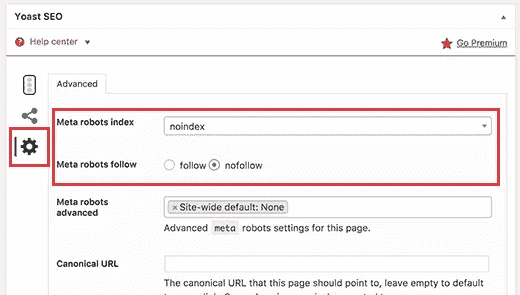 Yoast SEO
Help center
Go Premium
Advanced
Meta robots index
noindex
Meta robots follow
follow nofollow
Meta robots
advanced
× Site-wide default: None
Advanced meta robots settings for this page.
Canonical URL
The canonical URL that this page should point to, leave empty to default